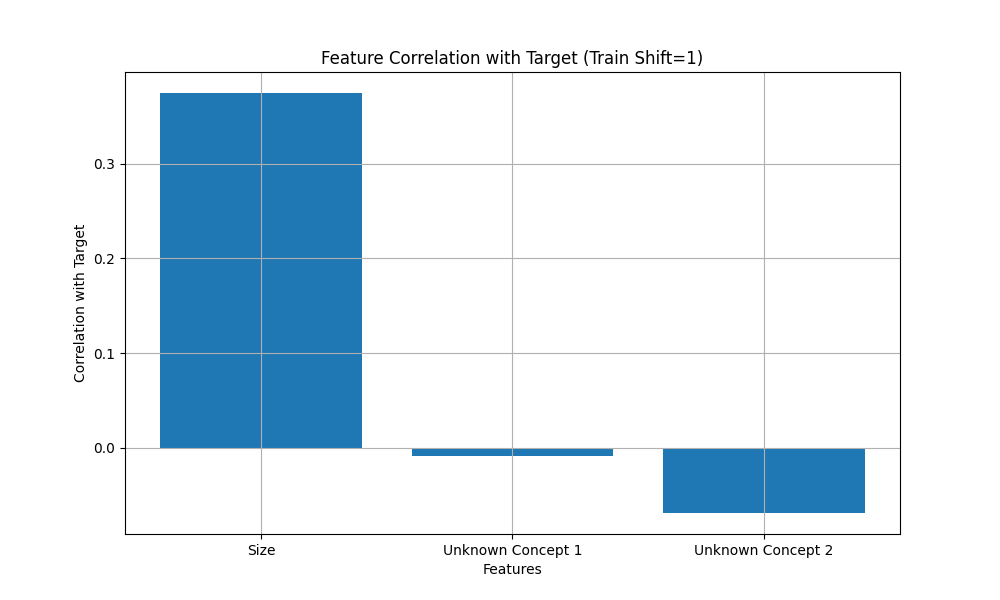 Feature Correlation with Target (Train Shift=1)
Correlation with Target
0.3
0.2
0.1
0.0
Size
Unknown Concept 1
Unknown Concept 2
Features